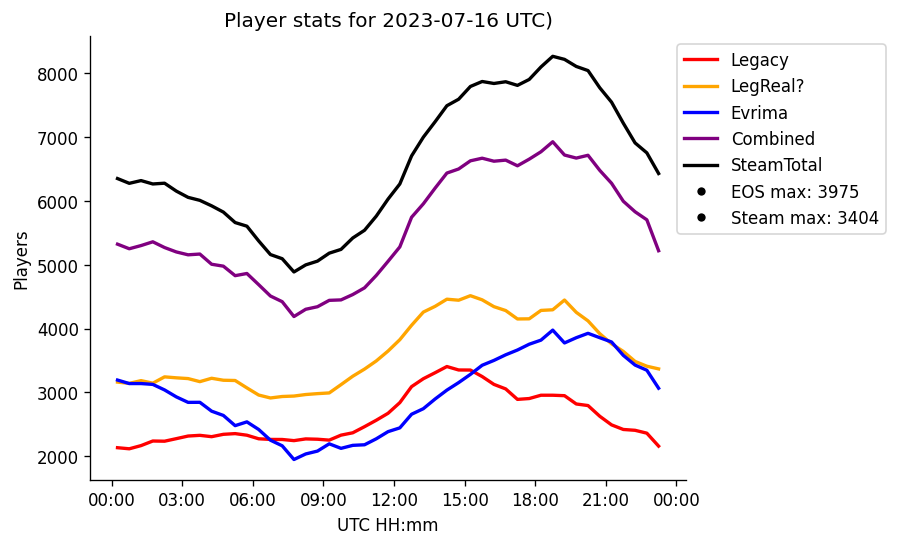 Player stats for 2023-07-16 UTC)
Legacy
LegReal?
Evrima
Combined
SteamTotal
EOS max: 3975
Steam max: 3404
Players
8000
7000
6000
5000
4000
3000
2000
00:00 03:00 06:00 09:00 12:00 15:00 18:00 21:00 00:00
UTC HH:mm